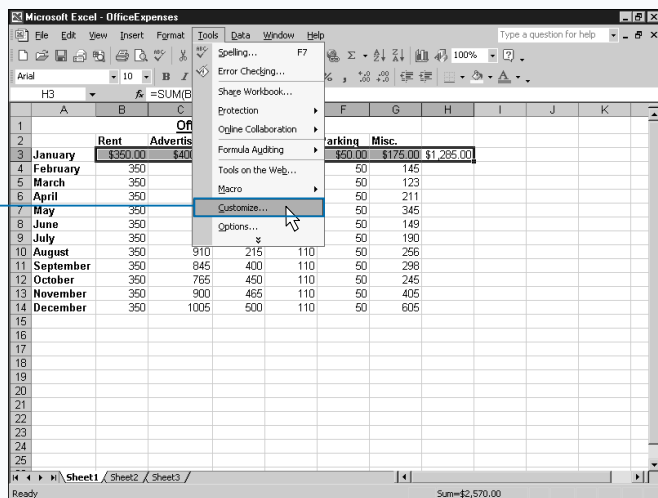 Microsoft Excel - OfficeExpenses
File Edit View Insert Format Tools Data Window Help Type a question for help
100%
Arial 10 B I
H3 fx =SUM(B
Spelling... F7
Error Checking...
Share Workbook...
Protection
Online Collaboration
Formula Auditing
Tools on the Web...
Macro
Customize...
Options...
A B C F G H I J K
1 Off
2 Rent Advertis arking Misc.
3 January $350.00 $400 $50.00 $175.00 $1,285.00
4 February 350 50 145
5 March 350 50 123
6 April 350 50 211
7 May 350 50 345
8 June 350 50 149
9 July 350 50 190
10 August 350 910 215 110 50 256
11 September 350 845 400 110 50 298
12 October 350 765 450 110 50 245
13 November 350 900 465 110 50 405
14 December 350 1005 500 110 50 605
15
16
17
18
19
20
21
22
23
24
25
Sheet1 Sheet2 Sheet3
Ready Sum=$2,570.00